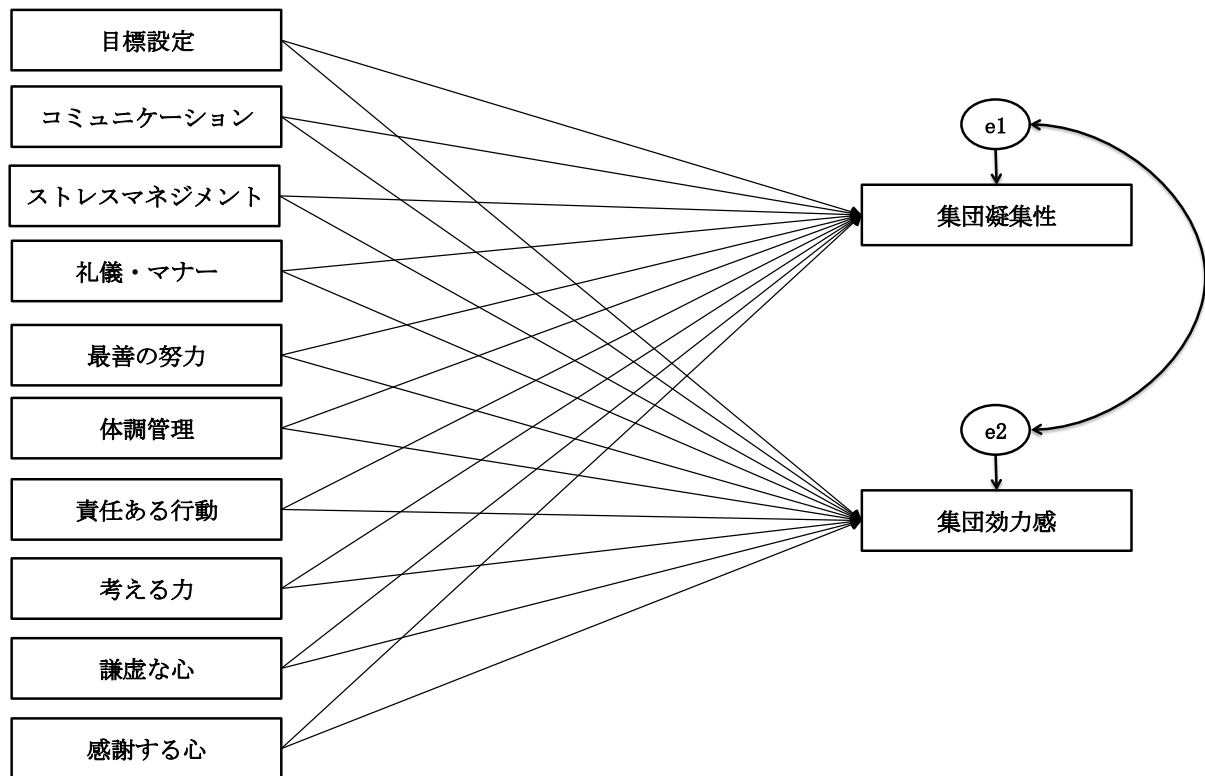 目標設定
コミュニケーション
ストレスマネジメント
礼儀・マナー
最善の努力
体調管理
責任ある行動
考える力
謙虚な心
感謝する心
e1
集団凝集性
e2
集団効力感